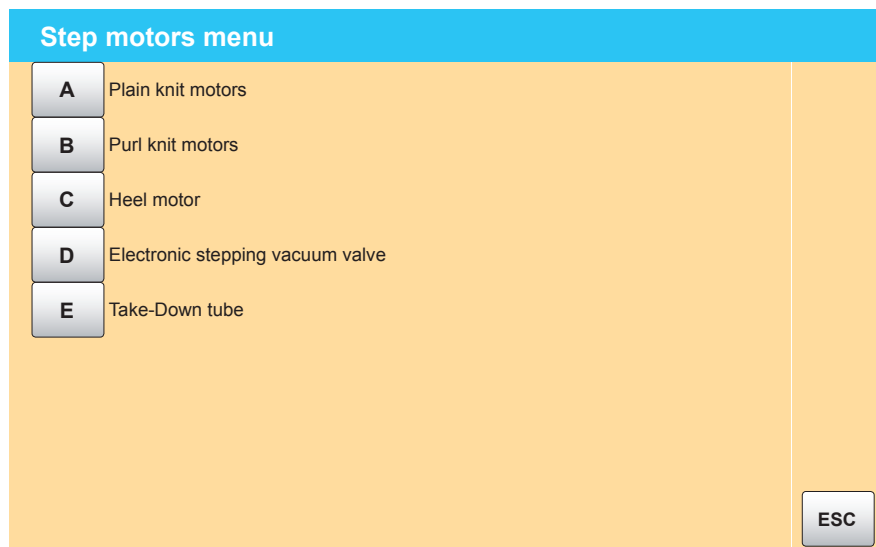 Step motors menu
A Plain knit motors
B Purl knit motors
C Heel motor
D Electronic stepping vacuum valve
E Take-Down tube
ESC